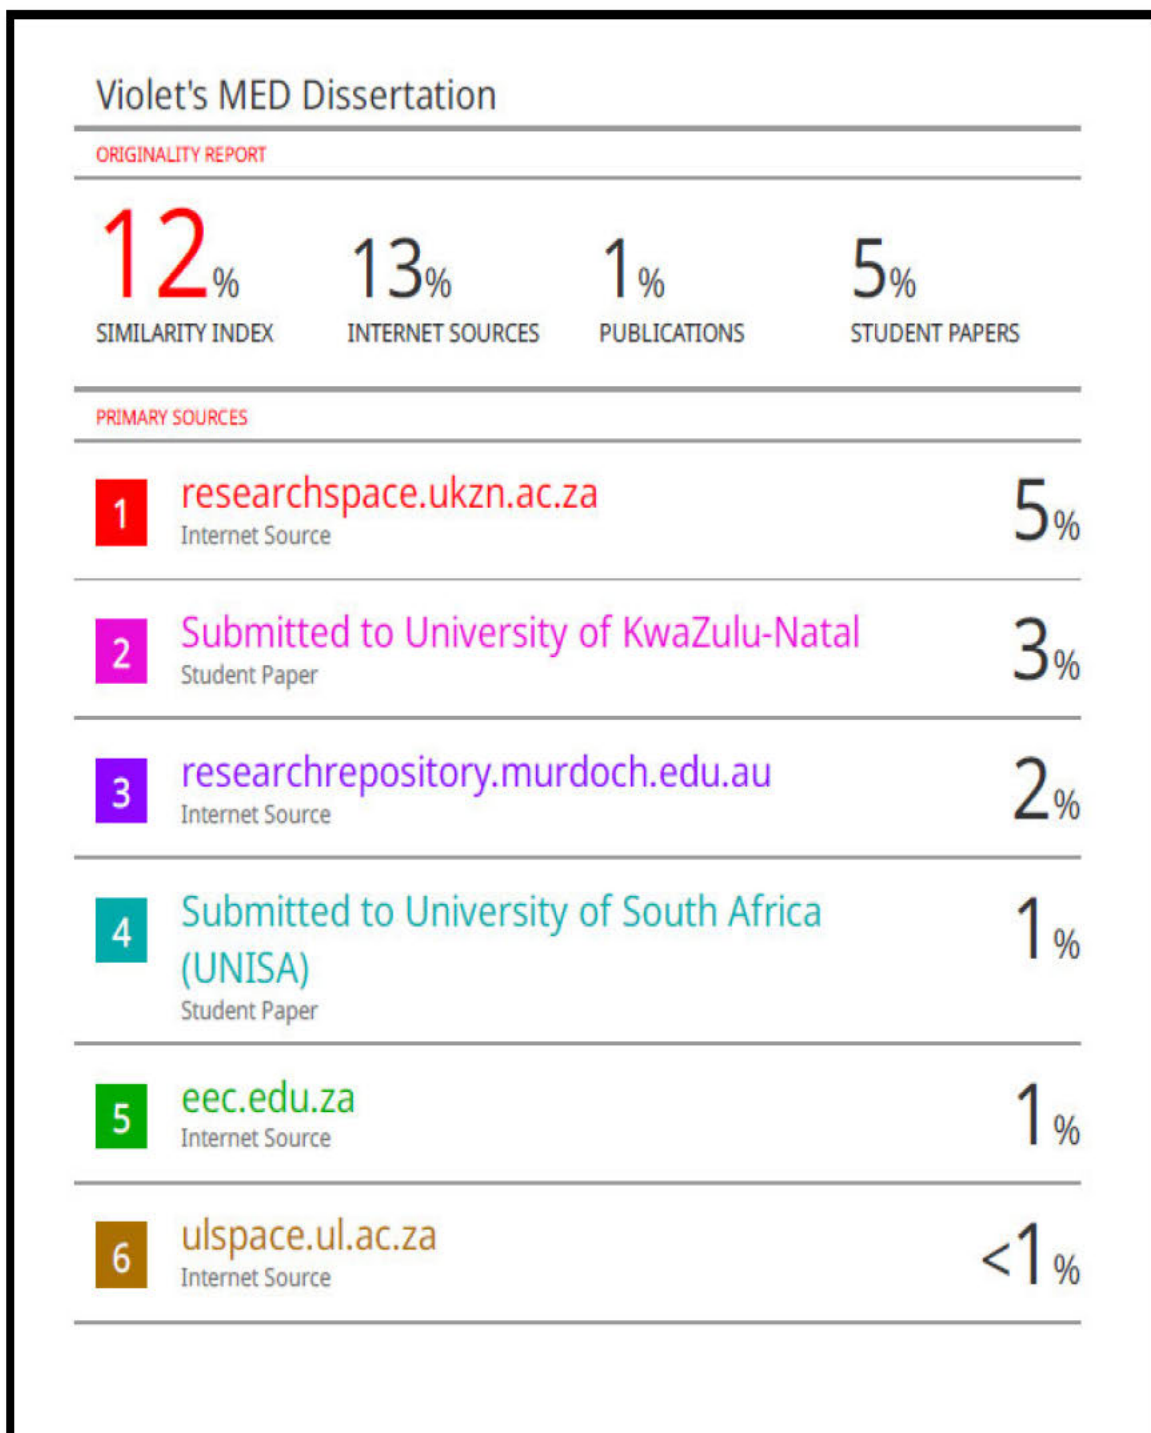 Violet's MED Dissertation
ORIGINALITY REPORT
12% 13% 1% 5%
SIMILARITY INDEX INTERNET SOURCES PUBLICATIONS STUDENT PAPERS
PRIMARY SOURCES
1 researchspace.ukzn.ac.za 5%
Internet Source
2 Submitted to University of KwaZulu-Natal 3%
Student Paper
3 researchrepository.murdoch.edu.au 2%
Internet Source
4 Submitted to University of South Africa 1%
(UNISA)
Student Paper
5 eec.edu.za 1%
Internet Source
6 ulspace.ul.ac.za <1%
Internet Source